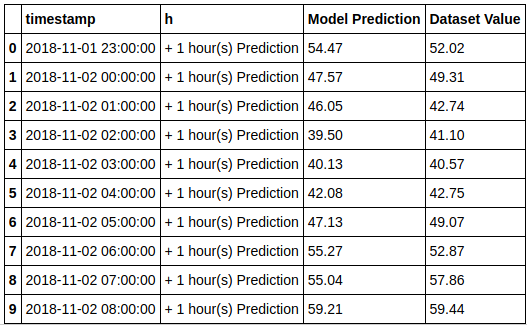 timestamp h Model Prediction Dataset Value
0 2018-11-01 23:00:00 + 1 hour(s) Prediction 54.47 52.02
1 2018-11-02 00:00:00 + 1 hour(s) Prediction 47.57 49.31
2 2018-11-02 01:00:00 + 1 hour(s) Prediction 46.05 42.74
3 2018-11-02 02:00:00 + 1 hour(s) Prediction 39.50 41.10
4 2018-11-02 03:00:00 + 1 hour(s) Prediction 40.13 40.57
5 2018-11-02 04:00:00 + 1 hour(s) Prediction 42.08 42.75
6 2018-11-02 05:00:00 + 1 hour(s) Prediction 47.13 49.07
7 2018-11-02 06:00:00 + 1 hour(s) Prediction 55.27 52.87
8 2018-11-02 07:00:00 + 1 hour(s) Prediction 55.04 57.86
9 2018-11-02 08:00:00 + 1 hour(s) Prediction 59.21 59.44